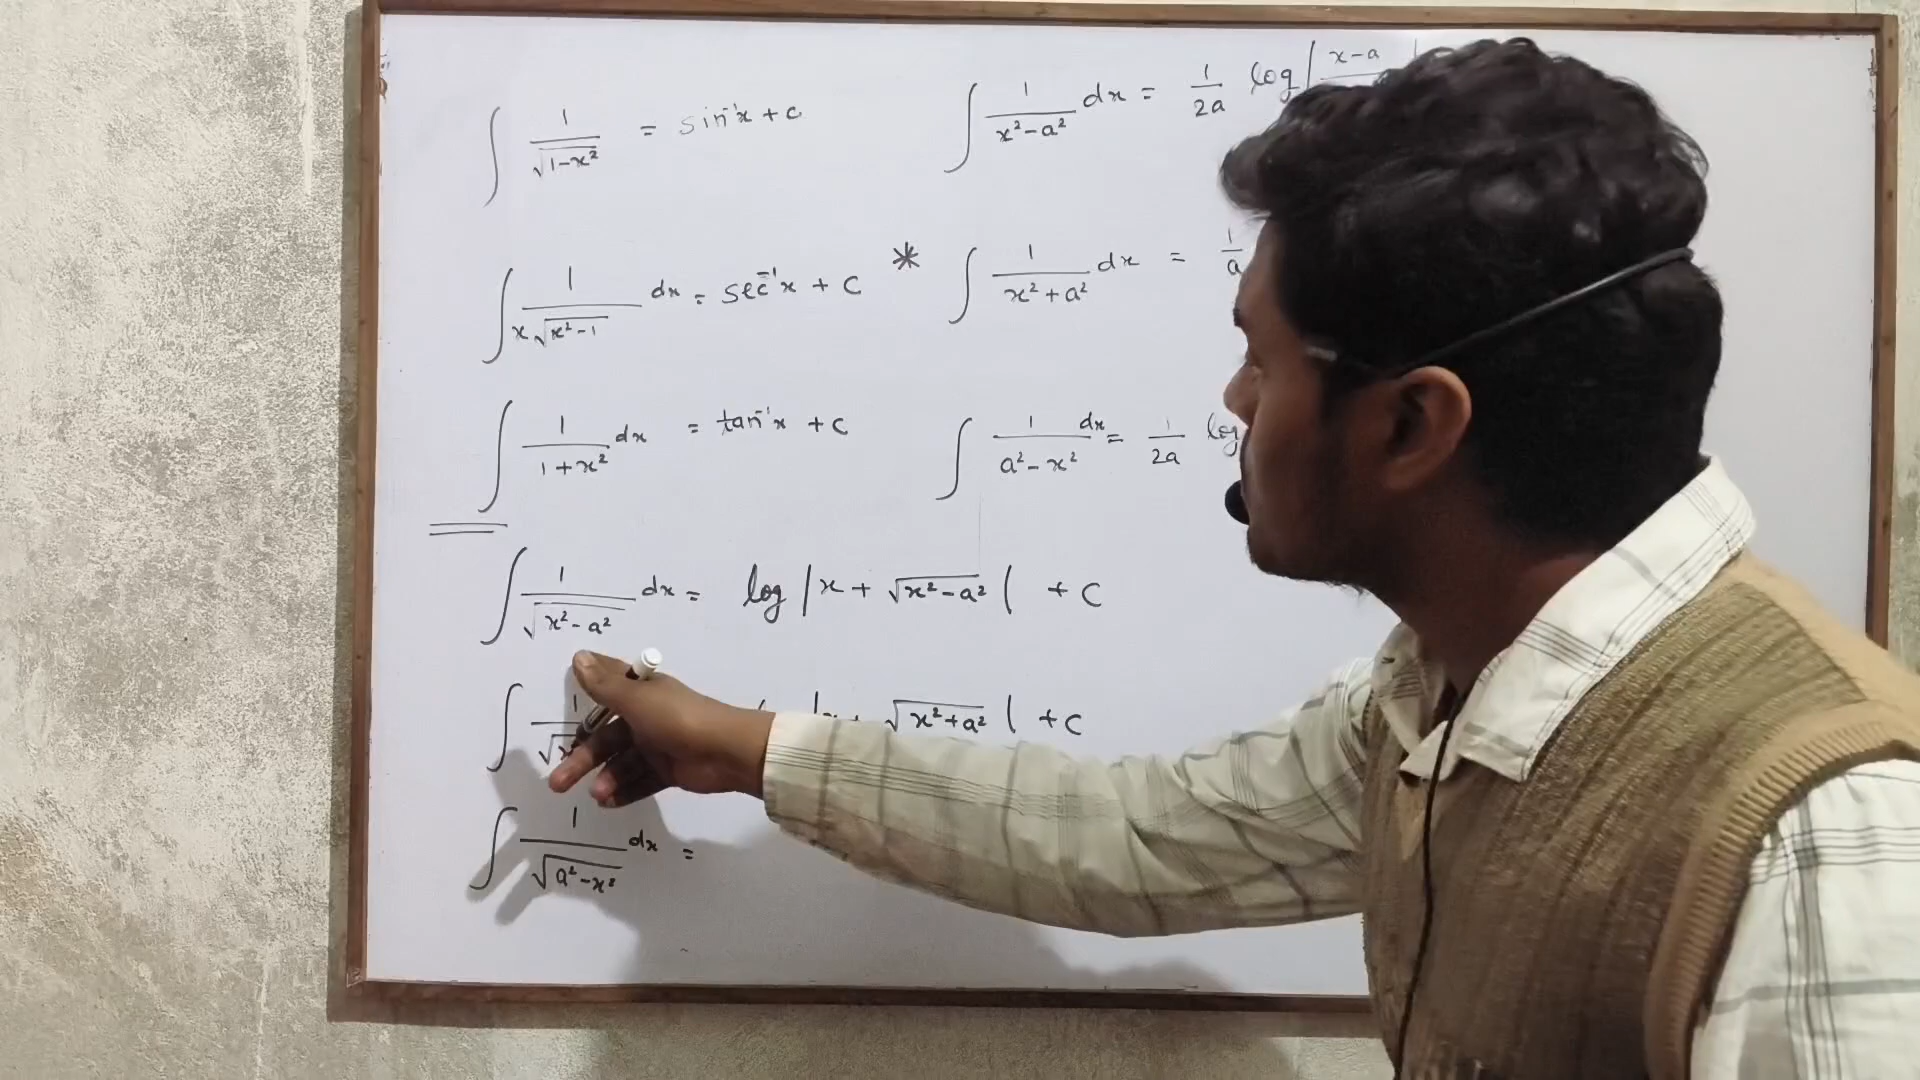 ∫ 1/√(1-x²) = sin⁻¹x + c
∫ 1/(x√(x²-1)) dx = sec⁻¹x + C
∫ 1/(1+x²) dx = tan⁻¹x + C
∫ 1/√(x²-a²) dx = log |x + √(x²-a²) | + C
∫ 1/√ √(x²+a²) | + C
∫ 1/√(a²-x²) dx =
∫ 1/(x²-a²) dx = 1/2a log | x-a
* ∫ 1/(x²+a²) dx = 1/a
∫ 1/(a²-x²) dx = 1/2a log